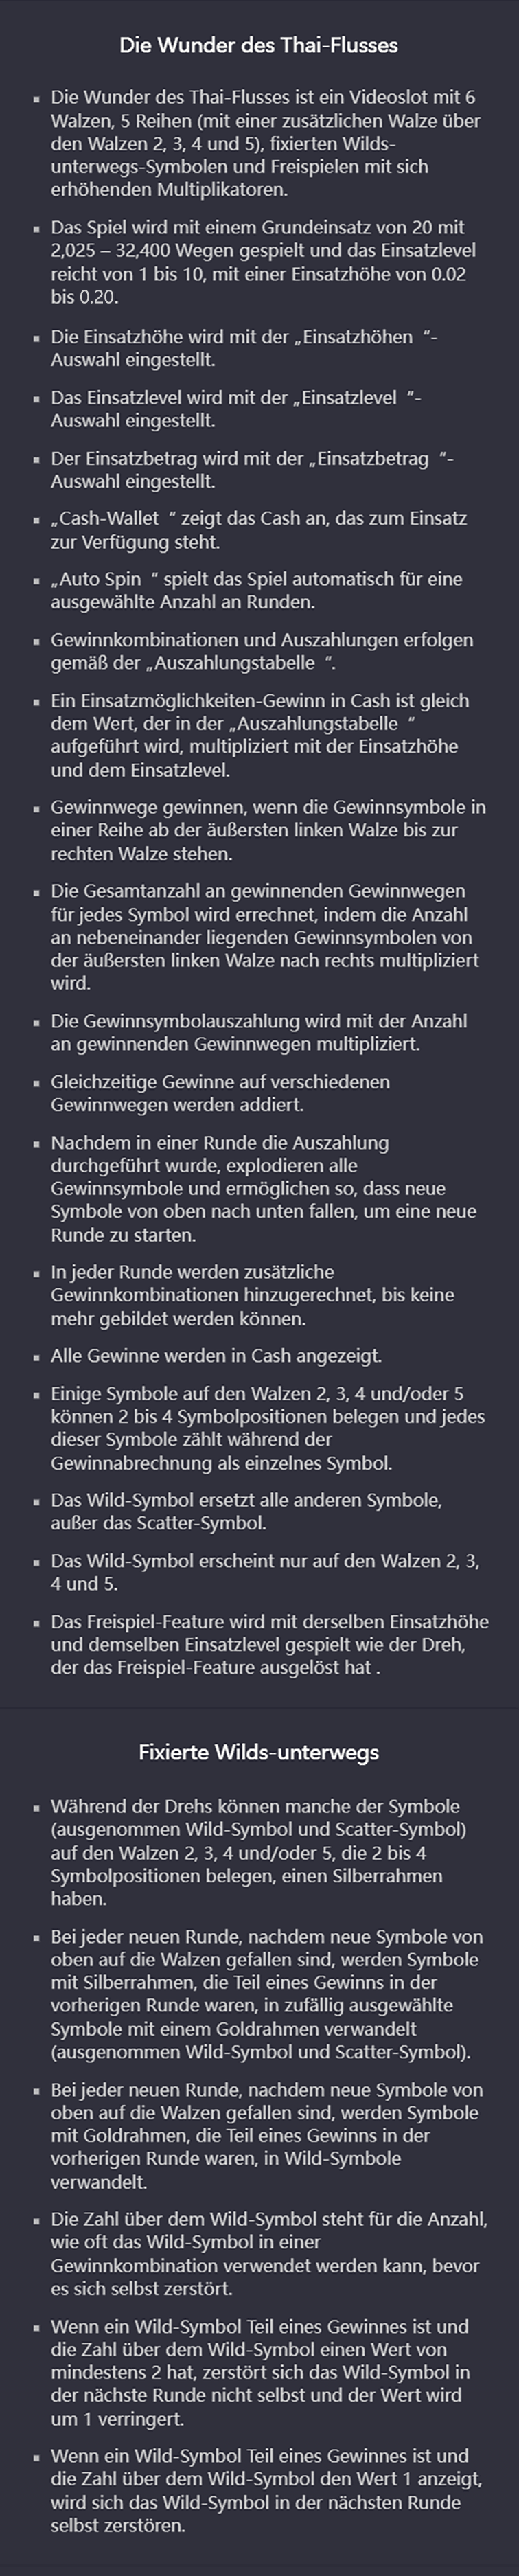 Die Wunder des Thai-Flusses
▪ Die Wunder des Thai-Flusses ist ein Videoslot mit 6
Walzen, 5 Reihen (mit einer zusätzlichen Walze über
den Walzen 2, 3, 4 und 5), fixierten Wilds-
unterwegs-Symbolen und Freispielen mit sich
erhöhenden Multiplikatoren.
▪ Das Spiel wird mit einem Grundeinsatz von 20 mit
2,025 – 32,400 Wegen gespielt und das Einsatzlevel
reicht von 1 bis 10, mit einer Einsatzhöhe von 0.02
bis 0.20.
▪ Die Einsatzhöhe wird mit der „Einsatzhöhen “-
Auswahl eingestellt.
▪ Das Einsatzlevel wird mit der „Einsatzlevel “-
Auswahl eingestellt.
▪ Der Einsatzbetrag wird mit der „Einsatzbetrag “-
Auswahl eingestellt.
▪ „Cash-Wallet “ zeigt das Cash an, das zum Einsatz
zur Verfügung steht.
▪ „Auto Spin “ spielt das Spiel automatisch für eine
ausgewählte Anzahl an Runden.
▪ Gewinnkombinationen und Auszahlungen erfolgen
gemäß der „Auszahlungstabelle “.
▪ Ein Einsatzmöglichkeiten-Gewinn in Cash ist gleich
dem Wert, der in der „Auszahlungstabelle “
aufgeführt wird, multipliziert mit der Einsatzhöhe
und dem Einsatzlevel.
▪ Gewinnwege gewinnen, wenn die Gewinnsymbole in
einer Reihe ab der äußersten linken Walze bis zur
rechten Walze stehen.
▪ Die Gesamtanzahl an gewinnenden Gewinnwegen
für jedes Symbol wird errechnet, indem die Anzahl
an nebeneinander liegenden Gewinnsymbolen von
der äußersten linken Walze nach rechts multipliziert
wird.
▪ Die Gewinnsymbolauszahlung wird mit der Anzahl
an gewinnenden Gewinnwegen multipliziert.
▪ Gleichzeitige Gewinne auf verschiedenen
Gewinnwegen werden addiert.
▪ Nachdem in einer Runde die Auszahlung
durchgeführt wurde, explodieren alle
Gewinnsymbole und ermöglichen so, dass neue
Symbole von oben nach unten fallen, um eine neue
Runde zu starten.
▪ In jeder Runde werden zusätzliche
Gewinnkombinationen hinzugerechnet, bis keine
mehr gebildet werden können.
▪ Alle Gewinne werden in Cash angezeigt.
▪ Einige Symbole auf den Walzen 2, 3, 4 und/oder 5
können 2 bis 4 Symbolpositionen belegen und jedes
dieser Symbole zählt während der
Gewinnabrechnung als einzelnes Symbol.
▪ Das Wild-Symbol ersetzt alle anderen Symbole,
außer das Scatter-Symbol.
▪ Das Wild-Symbol erscheint nur auf den Walzen 2, 3,
4 und 5.
▪ Das Freispiel-Feature wird mit derselben Einsatzhöhe
und demselben Einsatzlevel gespielt wie der Dreh,
der das Freispiel-Feature ausgelöst hat .
Fixierte Wilds-unterwegs
▪ Während der Drehs können manche der Symbole
(ausgenommen Wild-Symbol und Scatter-Symbol)
auf den Walzen 2, 3, 4 und/oder 5, die 2 bis 4
Symbolpositionen belegen, einen Silberrahmen
haben.
▪ Bei jeder neuen Runde, nachdem neue Symbole von
oben auf die Walzen gefallen sind, werden Symbole
mit Silberrahmen, die Teil eines Gewinns in der
vorherigen Runde waren, in zufällig ausgewählte
Symbole mit einem Goldrahmen verwandelt
(ausgenommen Wild-Symbol und Scatter-Symbol).
▪ Bei jeder neuen Runde, nachdem neue Symbole von
oben auf die Walzen gefallen sind, werden Symbole
mit Goldrahmen, die Teil eines Gewinns in der
vorherigen Runde waren, in Wild-Symbole
verwandelt.
▪ Die Zahl über dem Wild-Symbol steht für die Anzahl,
wie oft das Wild-Symbol in einer
Gewinnkombination verwendet werden kann, bevor
es sich selbst zerstört.
▪ Wenn ein Wild-Symbol Teil eines Gewinnes ist und
die Zahl über dem Wild-Symbol einen Wert von
mindestens 2 hat, zerstört sich das Wild-Symbol in
der nächste Runde nicht selbst und der Wert wird
um 1 verringert.
▪ Wenn ein Wild-Symbol Teil eines Gewinnes ist und
die Zahl über dem Wild-Symbol den Wert 1 anzeigt,
wird sich das Wild-Symbol in der nächsten Runde
selbst zerstören.